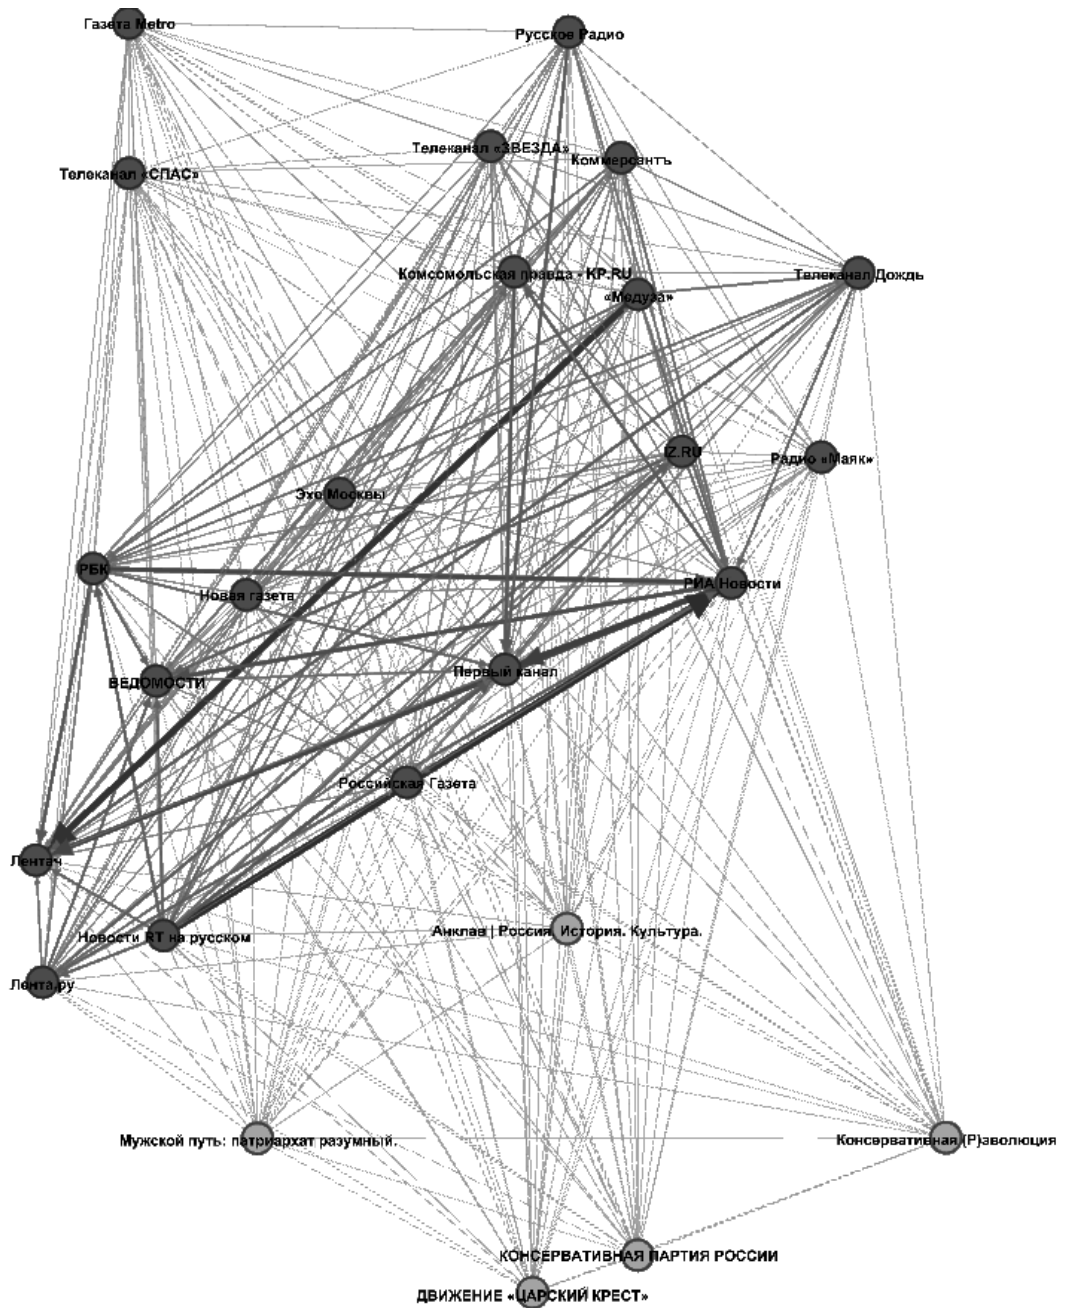 Газета Metro
Русское Радио
Телеканал «ЗВЕЗДА»
Коммерсантъ
Телеканал «СПАС»
Комсомольская правда - KP.RU
Телеканал Дождь
«Медуза»
IZ.RU
Радио «Маяк»
Эхо Москвы
РБК
РИА Новости
Новая газета
Первый канал
ВЕДОМОСТИ
Российская Газета
Лентач
Анклав | Россия. История. Культура.
Новости RT на русском
Лента.ру
Мужской путь: патриархат разумный.
Консервативная (Р)эволюция
КОНСЕРВАТИВНАЯ ПАРТИЯ РОССИИ
ДВИЖЕНИЕ «ЦАРСКИЙ КРЕСТ»